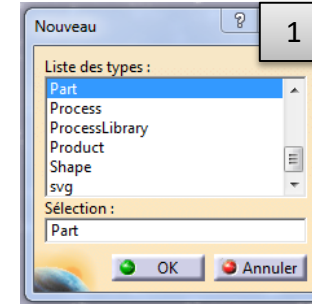 Nouveau
?
1
Liste des types :
Part
Process
ProcessLibrary
Product
Shape
svg
Sélection :
Part
OK
Annuler